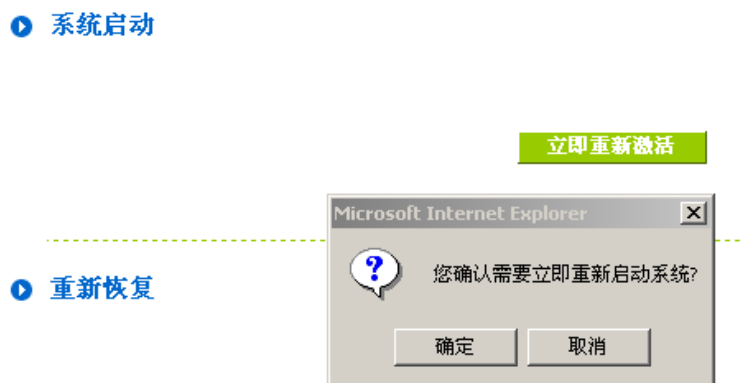 系统启动
立即重新激活
Microsoft Internet Explorer
您确认需要立即重新启动系统?
重新恢复
确定
取消